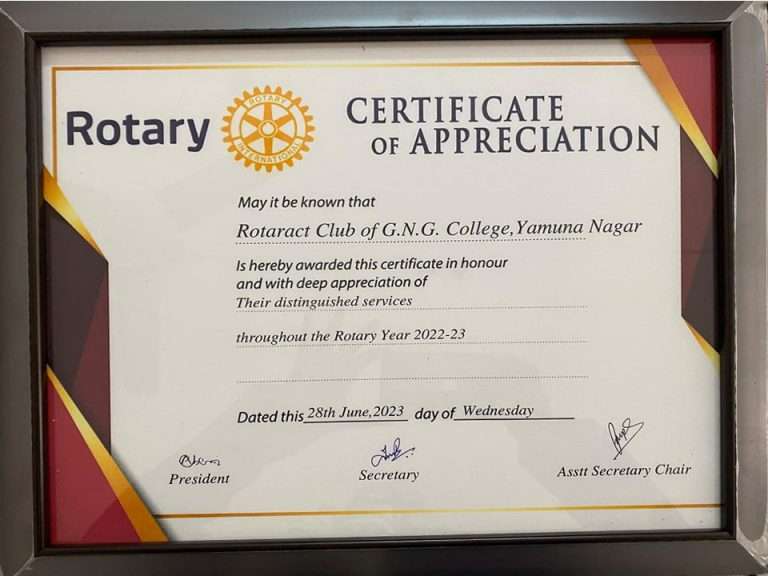 Rotary
ROTARY
INTERNATIONAL
CERTIFICATE
OF APPRECIATION
May it be known that
Rotaract Club of G.N.G. College,Yamuna Nagar
Is hereby awarded this certificate in honour
and with deep appreciation of
Their distinguished services
throughout the Rotary Year 2022-23
Dated this 28th June,2023 day of Wednesday
President
Secretary
Asstt Secretary Chair